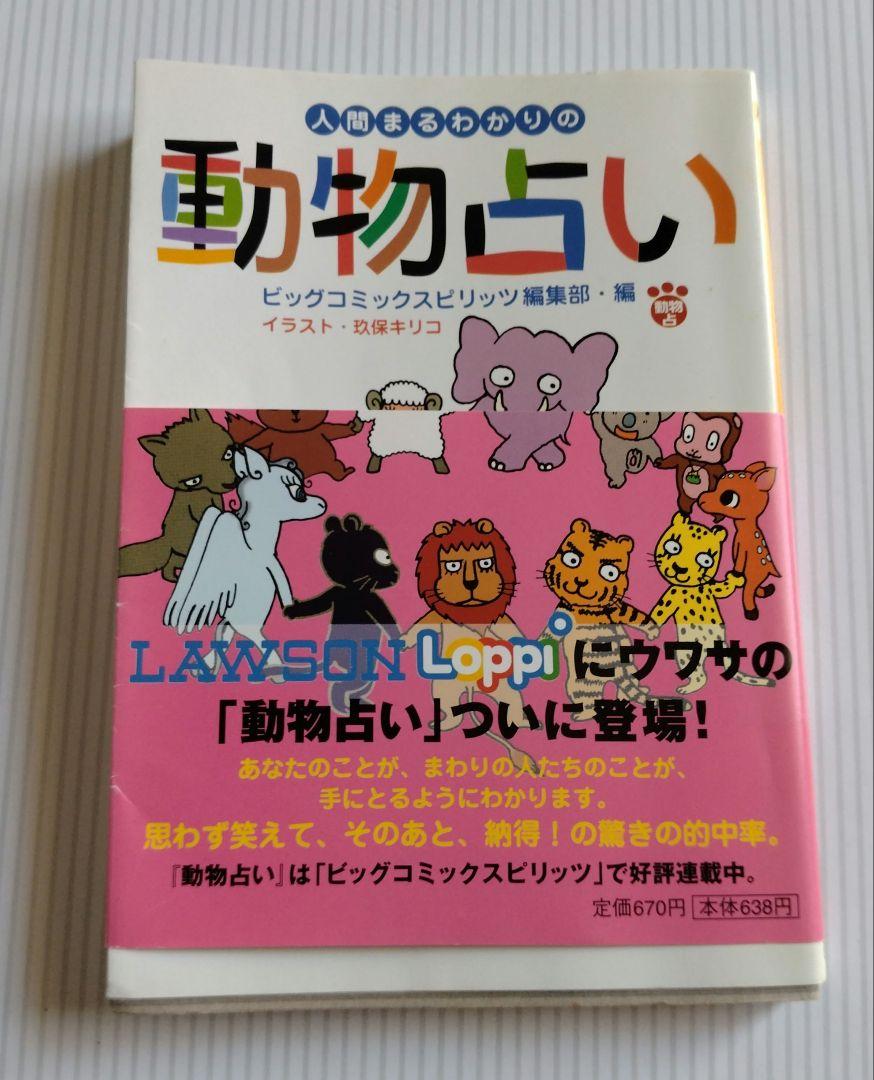 人間まるわかりの
動物占い
ビッグコミックスピリッツ編集部・編
イラスト・玖保キリコ
動物
占
LAWSON Loppiにウワサの
「動物占い」ついに登場!
あなたのことが、まわりの人たちのことが、
手にとるようにわかります。
思わず笑えて、そのあと、納得!の驚きの的中率。
『動物占い』は「ビッグコミックスピリッツ」で好評連載中。
定価670円 本体638円